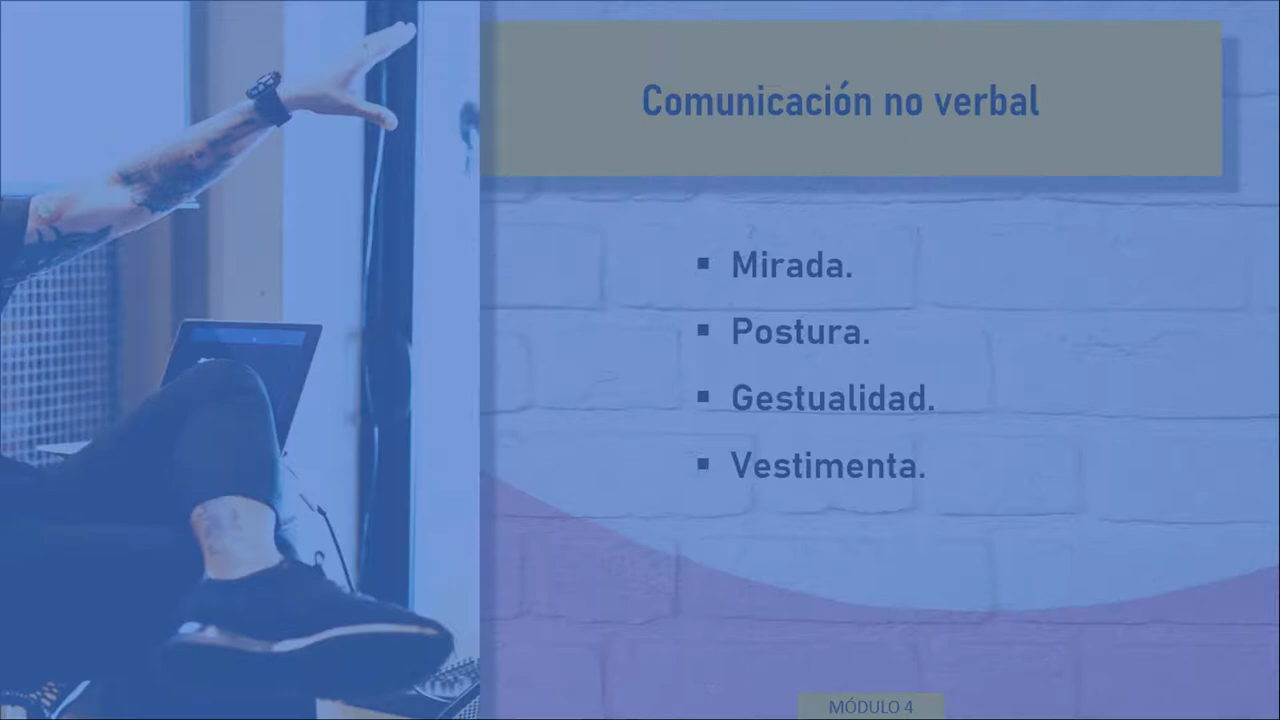 Comunicación no verbal
▪ Mirada.
▪ Postura.
▪ Gestualidad.
▪ Vestimenta.
MÓDULO 4